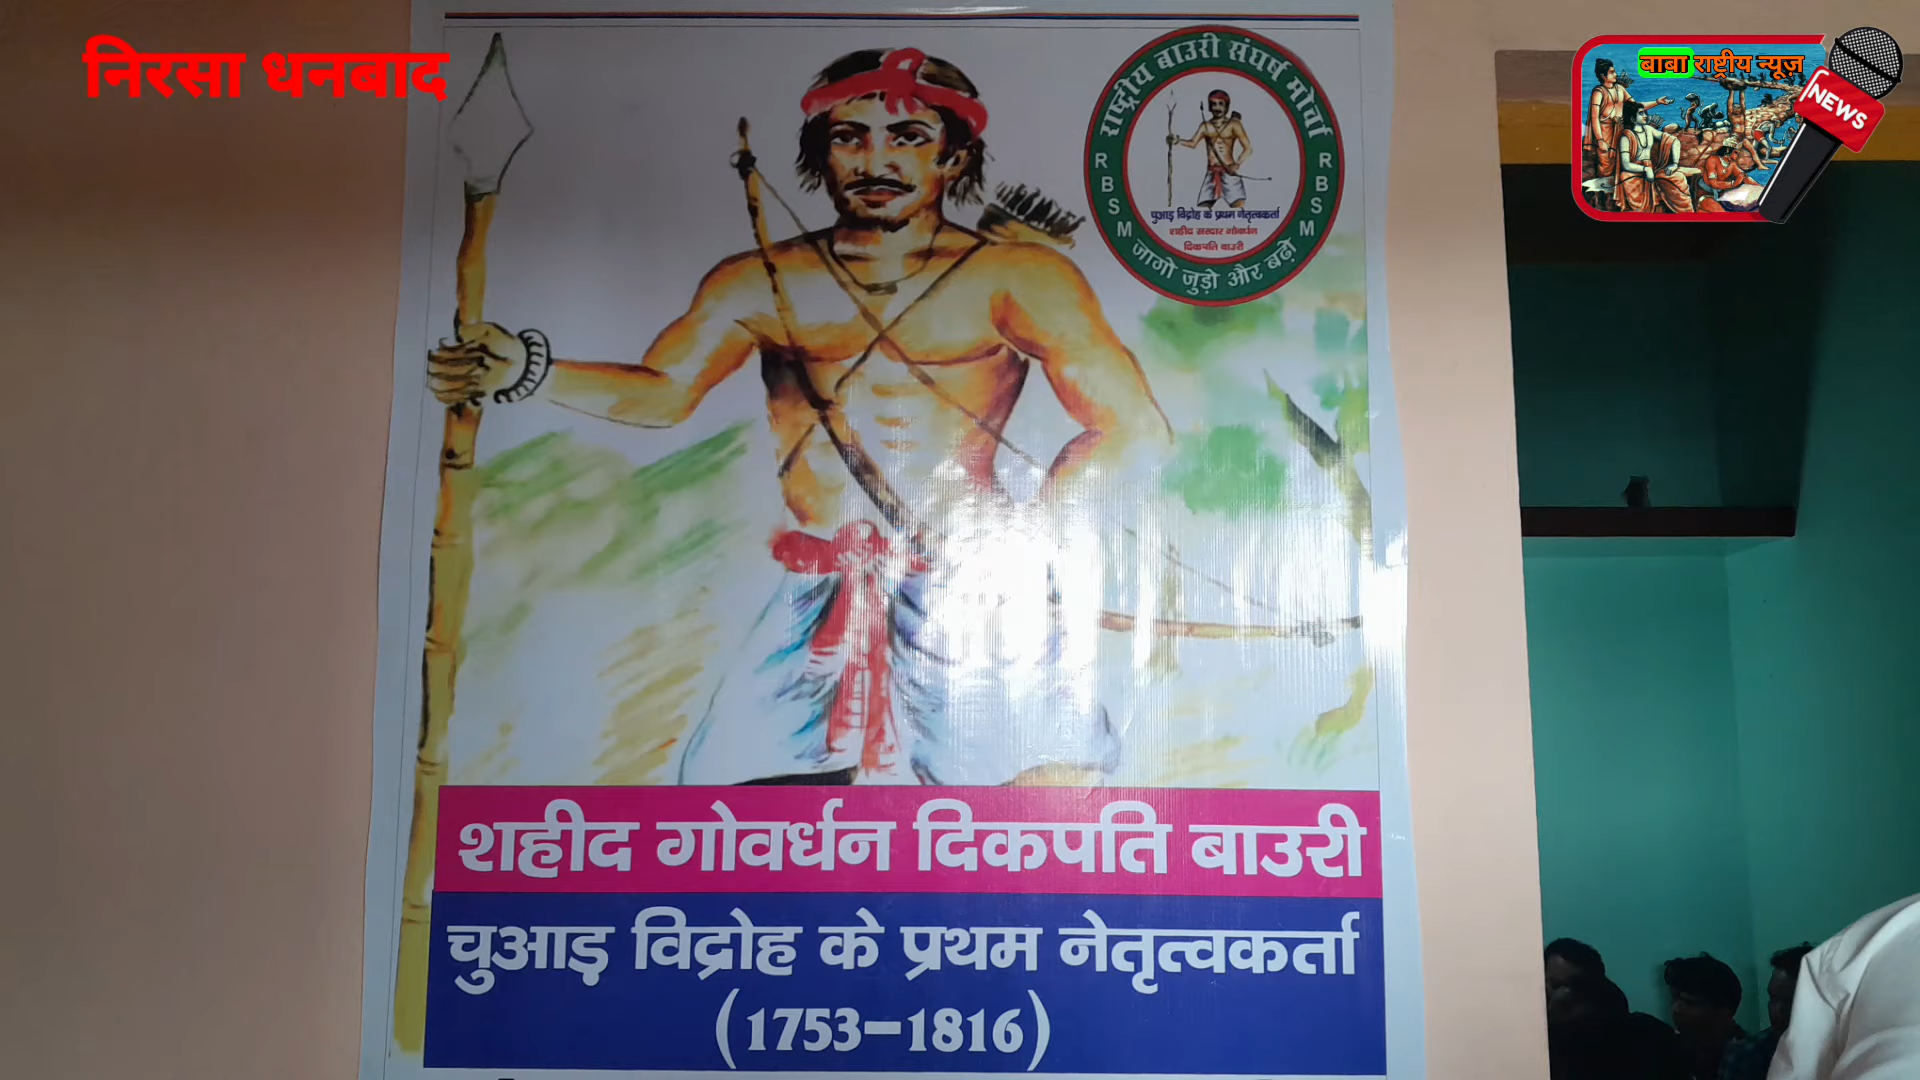 निरसा धनबाद
बाबा राष्ट्रीय न्यूज़
NEWS
राष्ट्रीय बाउरी संघर्ष मोर्चा
RBSM
RBSM
चुआड़ विद्रोह के प्रथम नेतृत्वकर्ता
शहीद सरदार गोवर्धन
दिकपति बाउरी
जागो जुड़ो और बढ़ो
शहीद गोवर्धन दिकपति बाउरी
चुआड़ विद्रोह के प्रथम नेतृत्वकर्ता
(1753-1816)